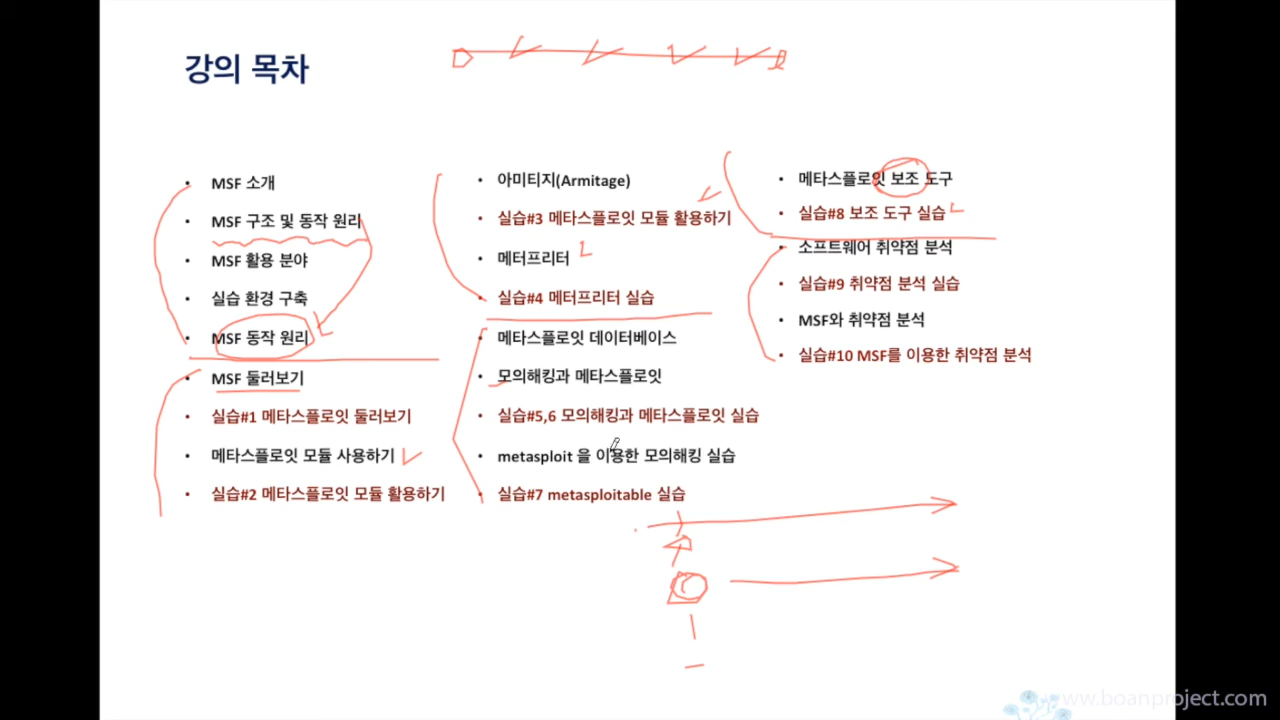 강의 목차
MSF 소개
MSF 구조 및 동작 원리
MSF 활용 분야
실습 환경 구축
MSF 동작 원리
MSF 둘러보기
실습#1 메타스플로잇 둘러보기
메타스플로잇 모듈 사용하기
실습#2 메타스플로잇 모듈 활용하기
아미티지(Armitage)
실습#3 메타스플로잇 모듈 활용하기
메터프리터
실습#4 메터프리터 실습
메타스플로잇 데이터베이스
모의해킹과 메타스플로잇
실습#5,6 모의해킹과 메타스플로잇 실습
metasploit 을 이용한 모의해킹 실습
실습#7 metasploitable 실습
메타스플로잇 보조 도구
실습#8 보조 도구 실습
소프트웨어 취약점 분석
실습#9 취약점 분석 실습
MSF와 취약점 분석
실습#10 MSF를 이용한 취약점 분석
www.boanproject.com